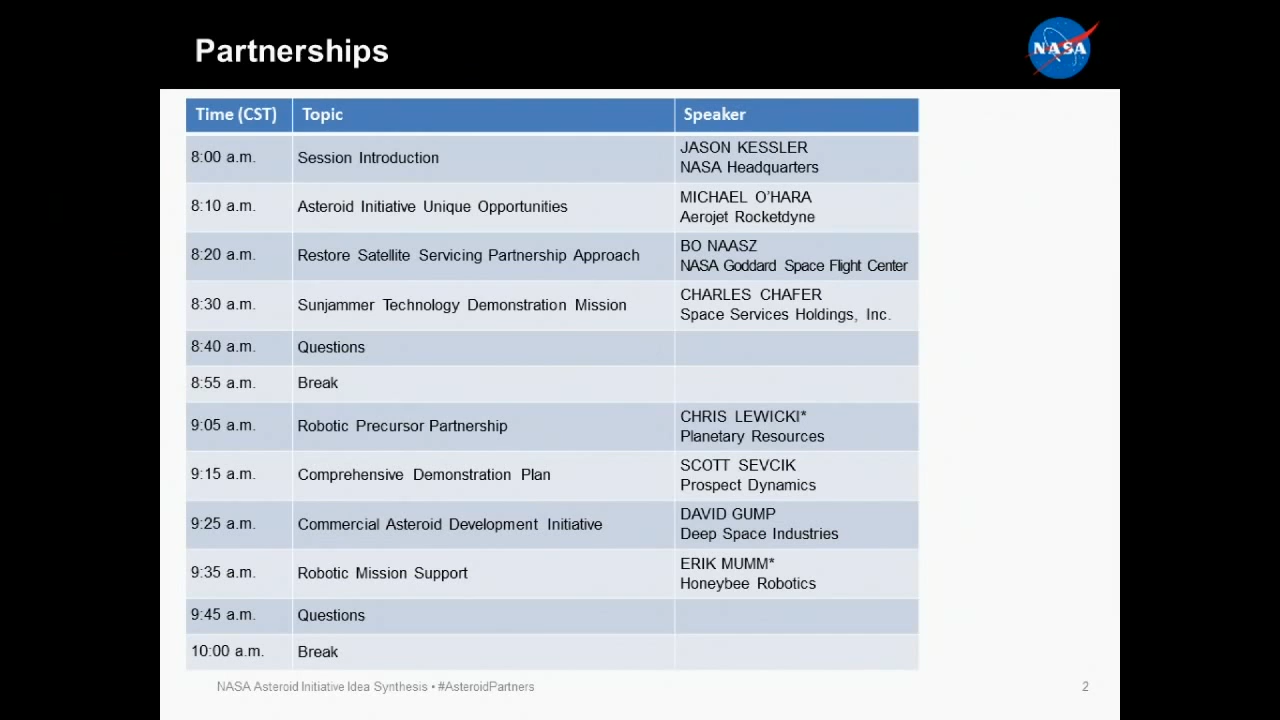 Partnerships
NASA
Time (CST) Topic Speaker
8:00 a.m. Session Introduction JASON KESSLER
NASA Headquarters
8:10 a.m. Asteroid Initiative Unique Opportunities MICHAEL O'HARA
Aerojet Rocketdyne
8:20 a.m. Restore Satellite Servicing Partnership Approach BO NAASZ
NASA Goddard Space Flight Center
8:30 a.m. Sunjammer Technology Demonstration Mission CHARLES CHAFER
Space Services Holdings, Inc.
8:40 a.m. Questions
8:55 a.m. Break
9:05 a.m. Robotic Precursor Partnership CHRIS LEWICKI*
Planetary Resources
9:15 a.m. Comprehensive Demonstration Plan SCOTT SEVCIK
Prospect Dynamics
9:25 a.m. Commercial Asteroid Development Initiative DAVID GUMP
Deep Space Industries
9:35 a.m. Robotic Mission Support ERIK MUMM*
Honeybee Robotics
9:45 a.m. Questions
10:00 a.m. Break
NASA Asteroid Initiative Idea Synthesis • #AsteroidPartners 2